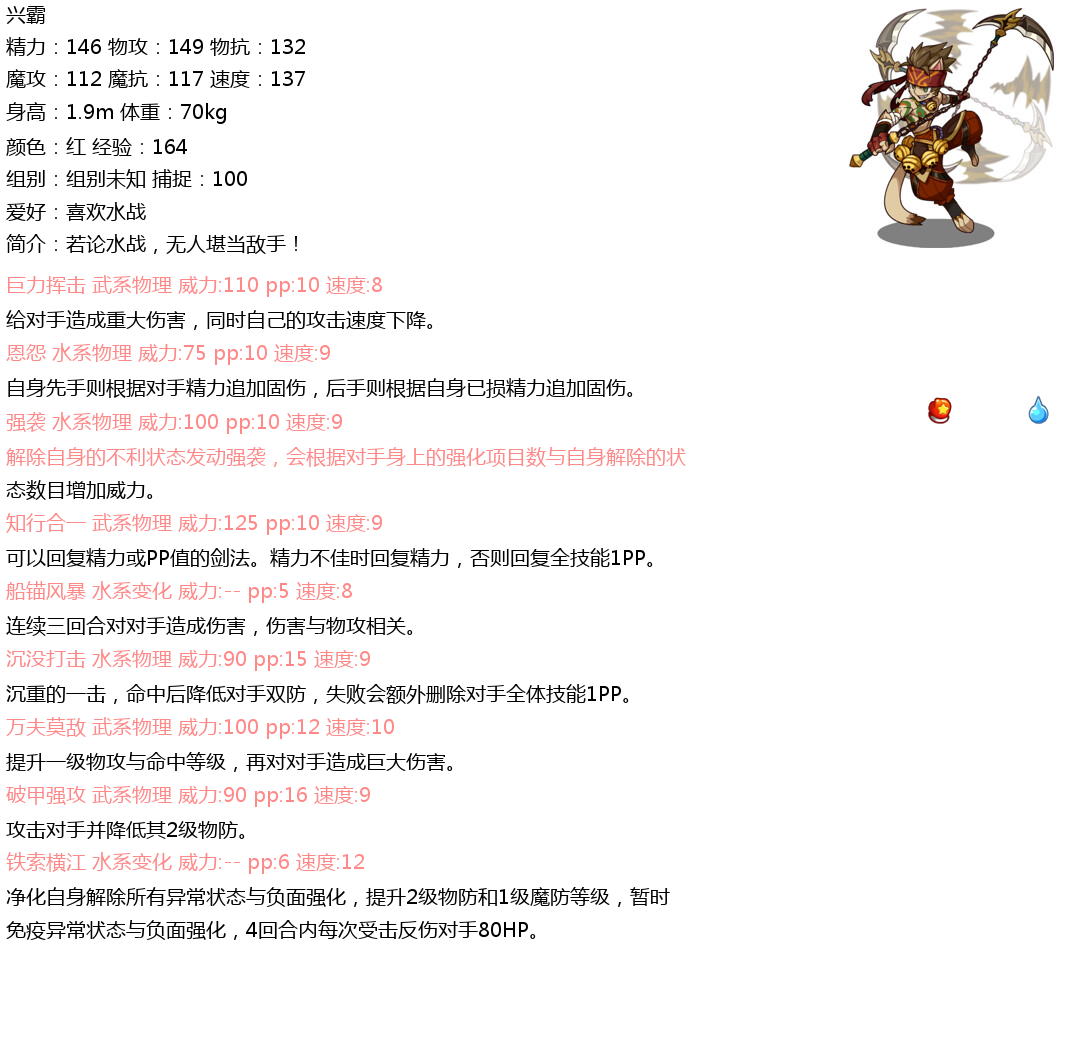 兴霸
精力：146 物攻：149 物抗：132
魔攻：112 魔抗：117 速度：137
身高：1.9m 体重：70kg
颜色：红 经验：164
组别：组别未知 捕捉：100
爱好：喜欢水战
简介：若论水战，无人堪当敌手！
巨力挥击 武系物理 威力:110 pp:10 速度:8
给对手造成重大伤害，同时自己的攻击速度下降。
恩怨 水系物理 威力:75 pp:10 速度:9
自身先手则根据对手精力追加固伤，后手则根据自身已损精力追加固伤。
强袭 水系物理 威力:100 pp:10 速度:9
解除自身的不利状态发动强袭，会根据对手身上的强化项目数与自身解除的状
态数目增加威力。
知行合一 武系物理 威力:125 pp:10 速度:9
可以回复精力或PP值的剑法。精力不佳时回复精力，否则回复全技能1PP。
船锚风暴 水系变化 威力:-- pp:5 速度:8
连续三回合对对手造成伤害，伤害与物攻相关。
沉没打击 水系物理 威力:90 pp:15 速度:9
沉重的一击，命中后降低对手双防，失败会额外删除对手全体技能1PP。
万夫莫敌 武系物理 威力:100 pp:12 速度:10
提升一级物攻与命中等级，再对对手造成巨大伤害。
破甲强攻 武系物理 威力:90 pp:16 速度:9
攻击对手并降低其2级物防。
铁索横江 水系变化 威力:-- pp:6 速度:12
净化自身解除所有异常状态与负面强化，提升2级物防和1级魔防等级，暂时
免疫异常状态与负面强化，4回合内每次受击反伤对手80HP。